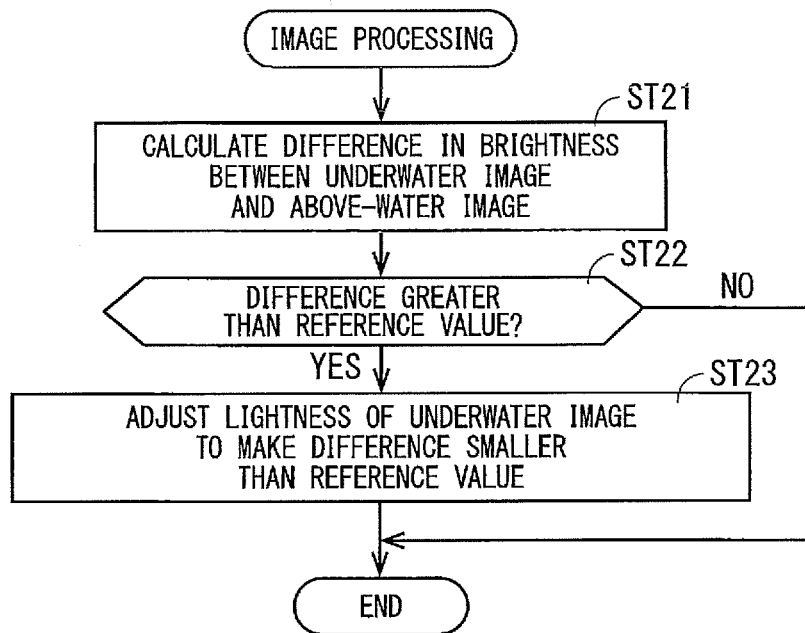 IMAGE PROCESSING
ST21
CALCULATE DIFFERENCE IN BRIGHTNESS
BETWEEN UNDERWATER IMAGE
AND ABOVE-WATER IMAGE
ST22
DIFFERENCE GREATER
THAN REFERENCE VALUE?
NO
YES
ST23
ADJUST LIGHTNESS OF UNDERWATER IMAGE
TO MAKE DIFFERENCE SMALLER
THAN REFERENCE VALUE
END